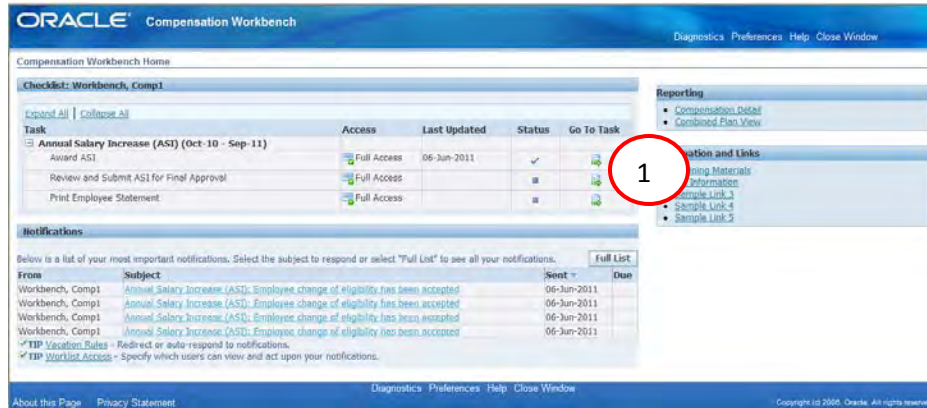 ORACLE Compensation Workbench
Diagnostics Preferences Help Close Window
Compensation Workbench Home
Checklist: Workbench, Comp1
Expand All | Collapse All
Task Access Last Updated Status Go To Task
Annual Salary Increase (ASI) (Oct-10 - Sep-11)
Award ASI Full Access 06-Jun-2011
Review and Submit ASI for Final Approval Full Access
Print Employee Statement Full Access
1
Reporting
Compensation Detail
Combined Plan View
and Links
Materials
Information
Sample Link 3
Sample Link 4
Sample Link 5
Notifications
Below is a list of your most important notifications. Select the subject to respond or select "Full List" to see all your notifications. Full List
From Subject Sent Due
Workbench, Comp1 Annual Salary Increase (ASI): Employee change of eligibility has been accepted 06-Jun-2011
Workbench, Comp1 Annual Salary Increase (ASI): Employee change of eligibility has been accepted 06-Jun-2011
Workbench, Comp1 Annual Salary Increase (ASI): Employee change of eligibility has been accepted 06-Jun-2011
Workbench, Comp1 Annual Salary Increase (ASI): Employee change of eligibility has been accepted 06-Jun-2011
TIP Vacation Rules - Redirect or auto-respond to notifications.
TIP Worklist Access - Specify which users can view and act upon your notifications.
Diagnostics Preferences Help Close Window
About this Page Privacy Statement
Copyright (c) 2006, Oracle. All rights reserved